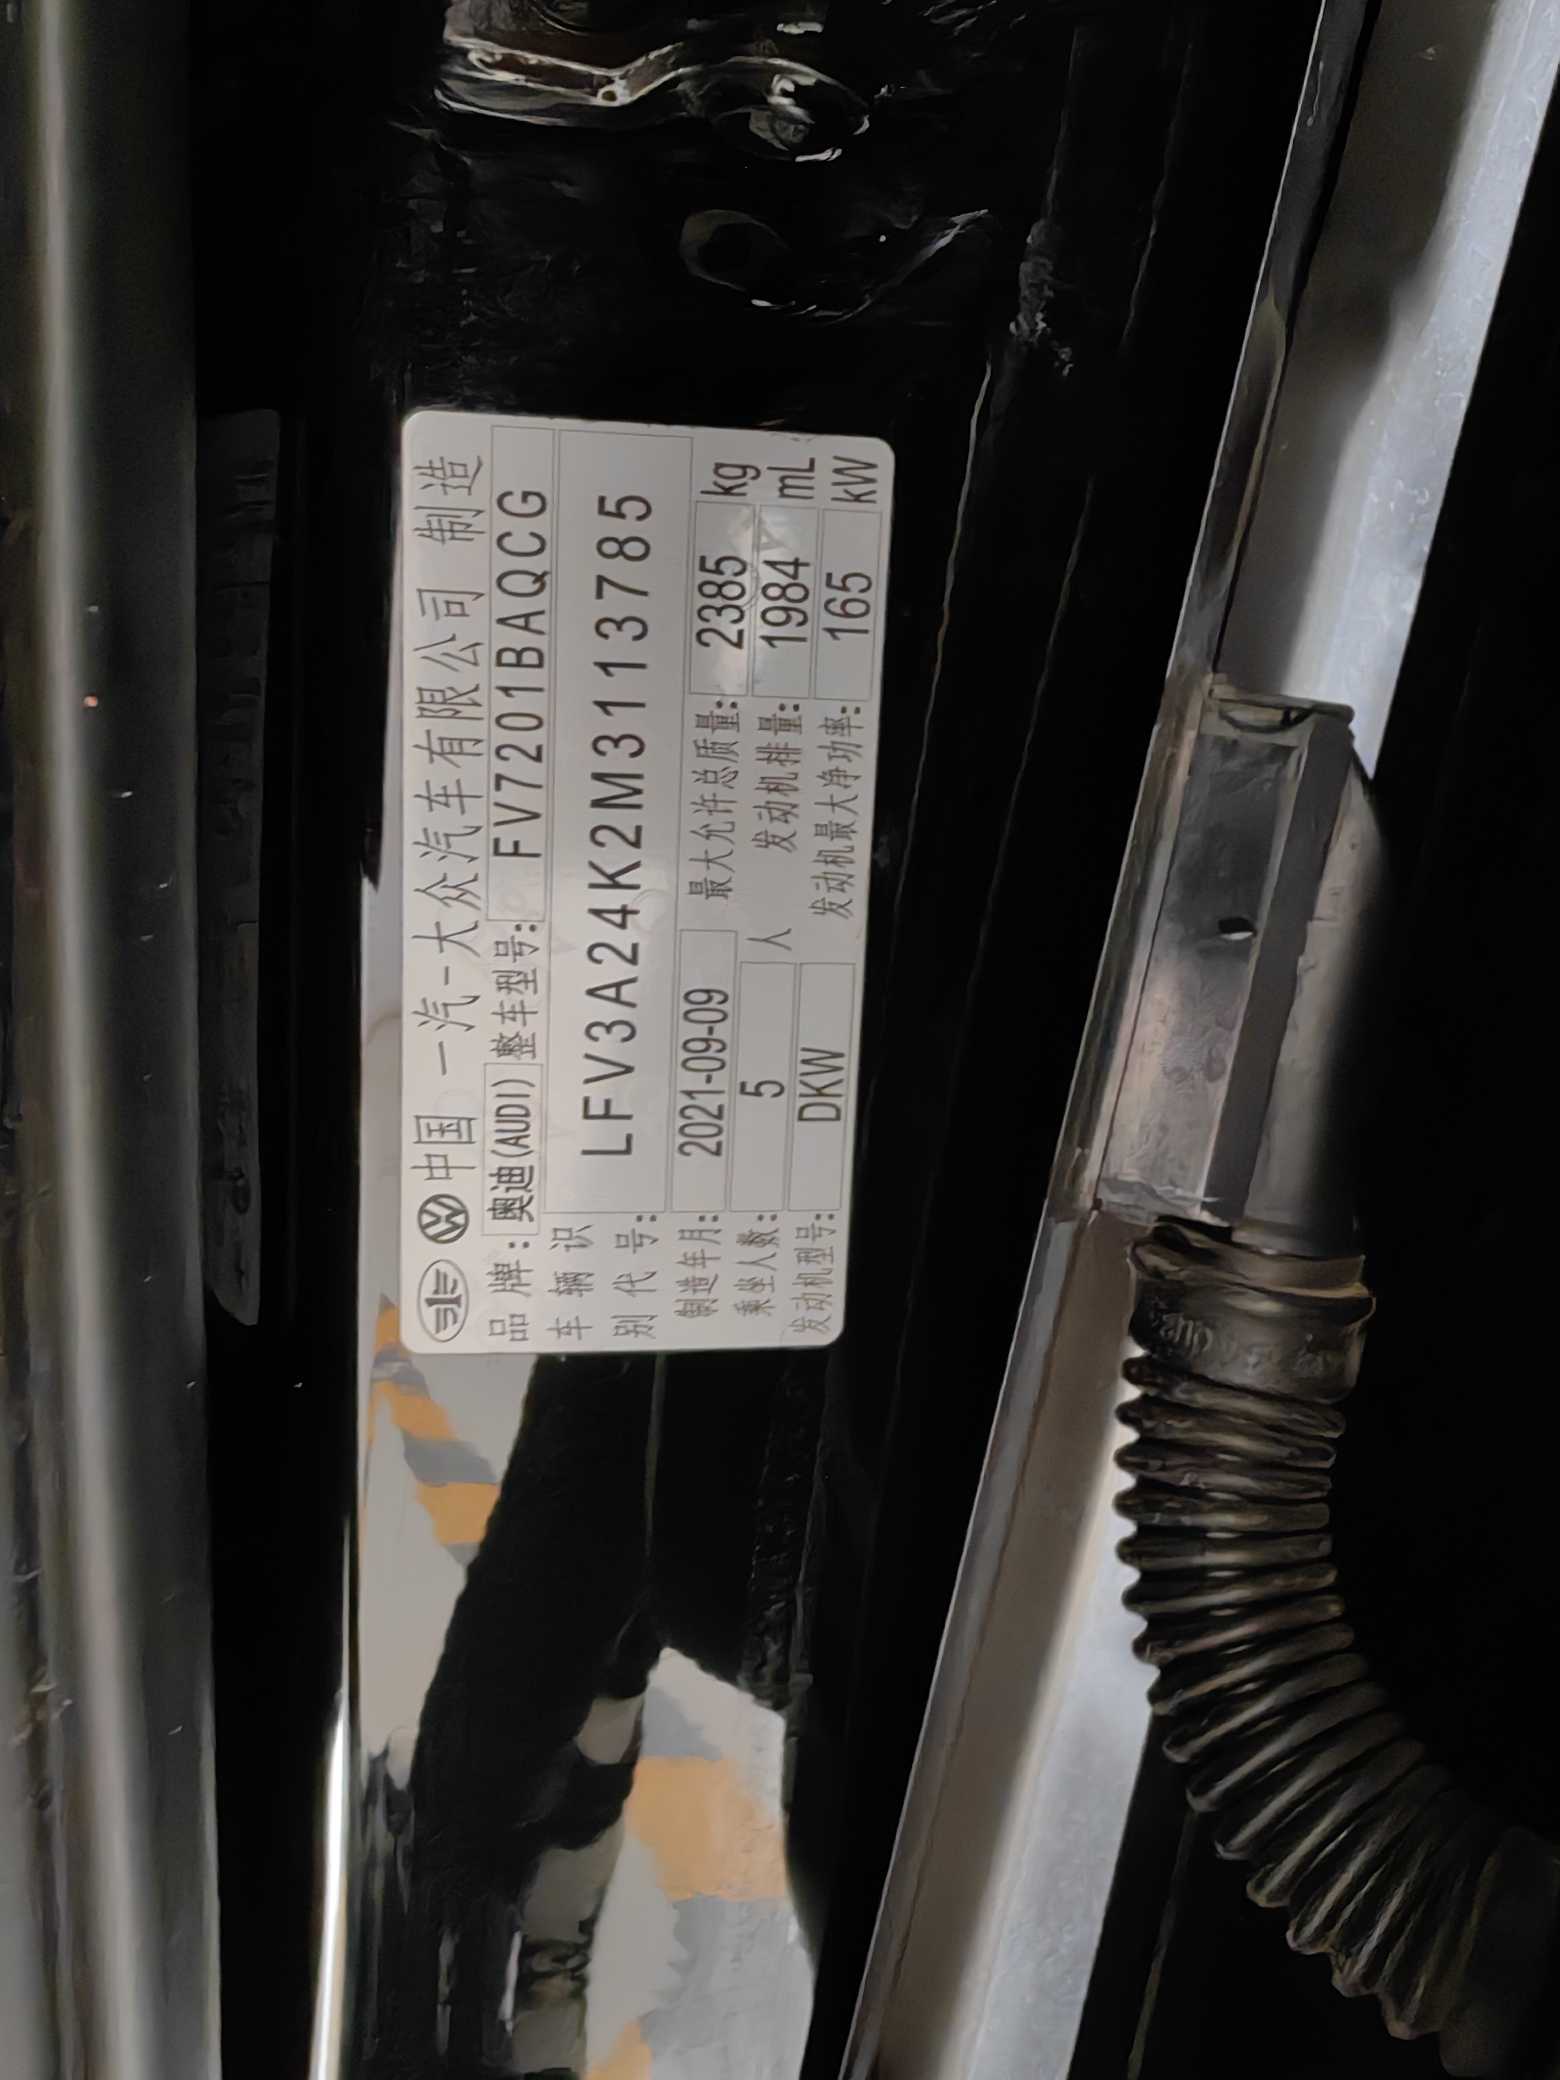 中国 一汽-大众汽车有限公司 制造
品牌: 奥迪(AUDI) 整车型号: FV7201BAQCG
车辆识别代号: LFV3A24K2M3113785
制造年月: 2021-09-09 最大允许总质量: 2385 kg
乘坐人数: 5 人 发动机排量: 1984 mL
发动机型号: DKW 发动机最大净功率: 165 kW